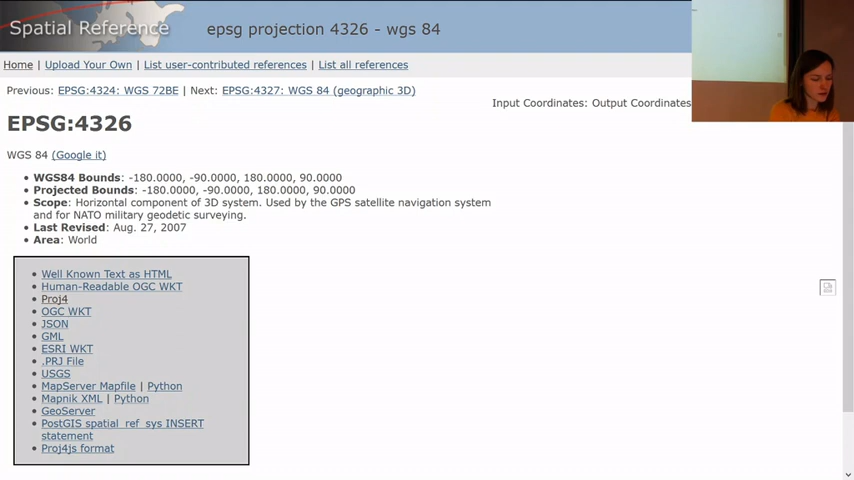 Spatial Reference
epsg projection 4326 - wgs 84
Home | Upload Your Own | List user-contributed references | List all references
Previous: EPSG:4324: WGS 72BE | Next: EPSG:4327: WGS 84 (geographic 3D)
Input Coordinates: Output Coordinates
EPSG:4326
WGS 84 (Google it)
WGS84 Bounds: -180.0000, -90.0000, 180.0000, 90.0000
Projected Bounds: -180.0000, -90.0000, 180.0000, 90.0000
Scope: Horizontal component of 3D system. Used by the GPS satellite navigation system
and for NATO military geodetic surveying.
Last Revised: Aug. 27, 2007
Area: World
Well Known Text as HTML
Human-Readable OGC WKT
Proj4
OGC WKT
JSON
GML
ESRI WKT
.PRJ File
USGS
MapServer Mapfile | Python
Mapnik XML | Python
GeoServer
PostGIS spatial_ref_sys INSERT
statement
Proj4js format